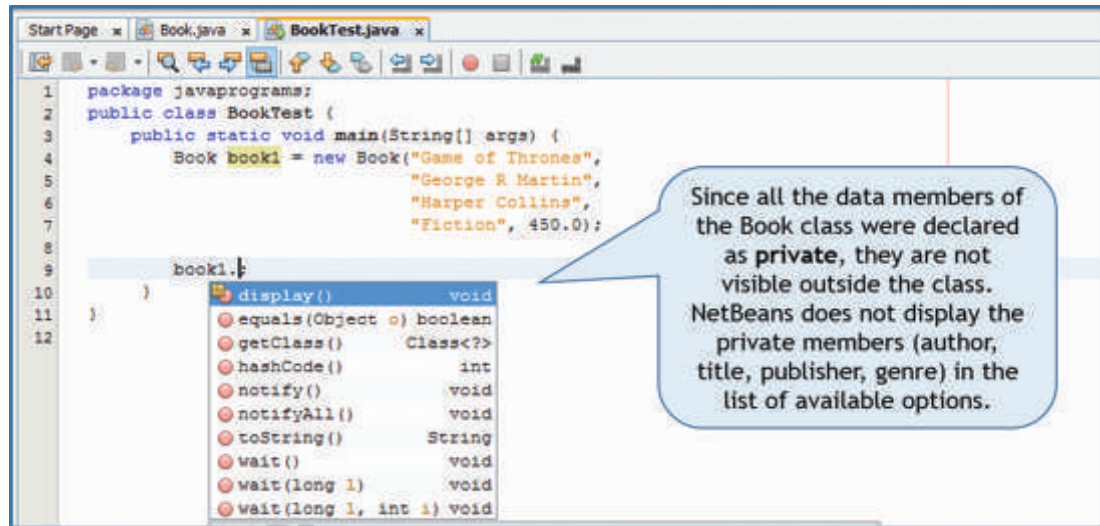 Start Page Book.java BookTest.java
1 package javaprograms;
2 public class BookTest {
3 public static void main(String[] args) {
4 Book book1 = new Book("Game of Thrones",
5 "George R Martin",
6 "Harper Collins",
7 "Fiction", 450.0);
8
9 book1.;
10 }
11 }
12
display() void
equals(Object o) boolean
getClass() Class<?>
hashCode() int
notify() void
notifyAll() void
toString() String
wait() void
wait(long l) void
wait(long l, int i) void
Since all the data members of
the Book class were declared
as private, they are not
visible outside the class.
NetBeans does not display the
private members (author,
title, publisher, genre) in the
list of available options.